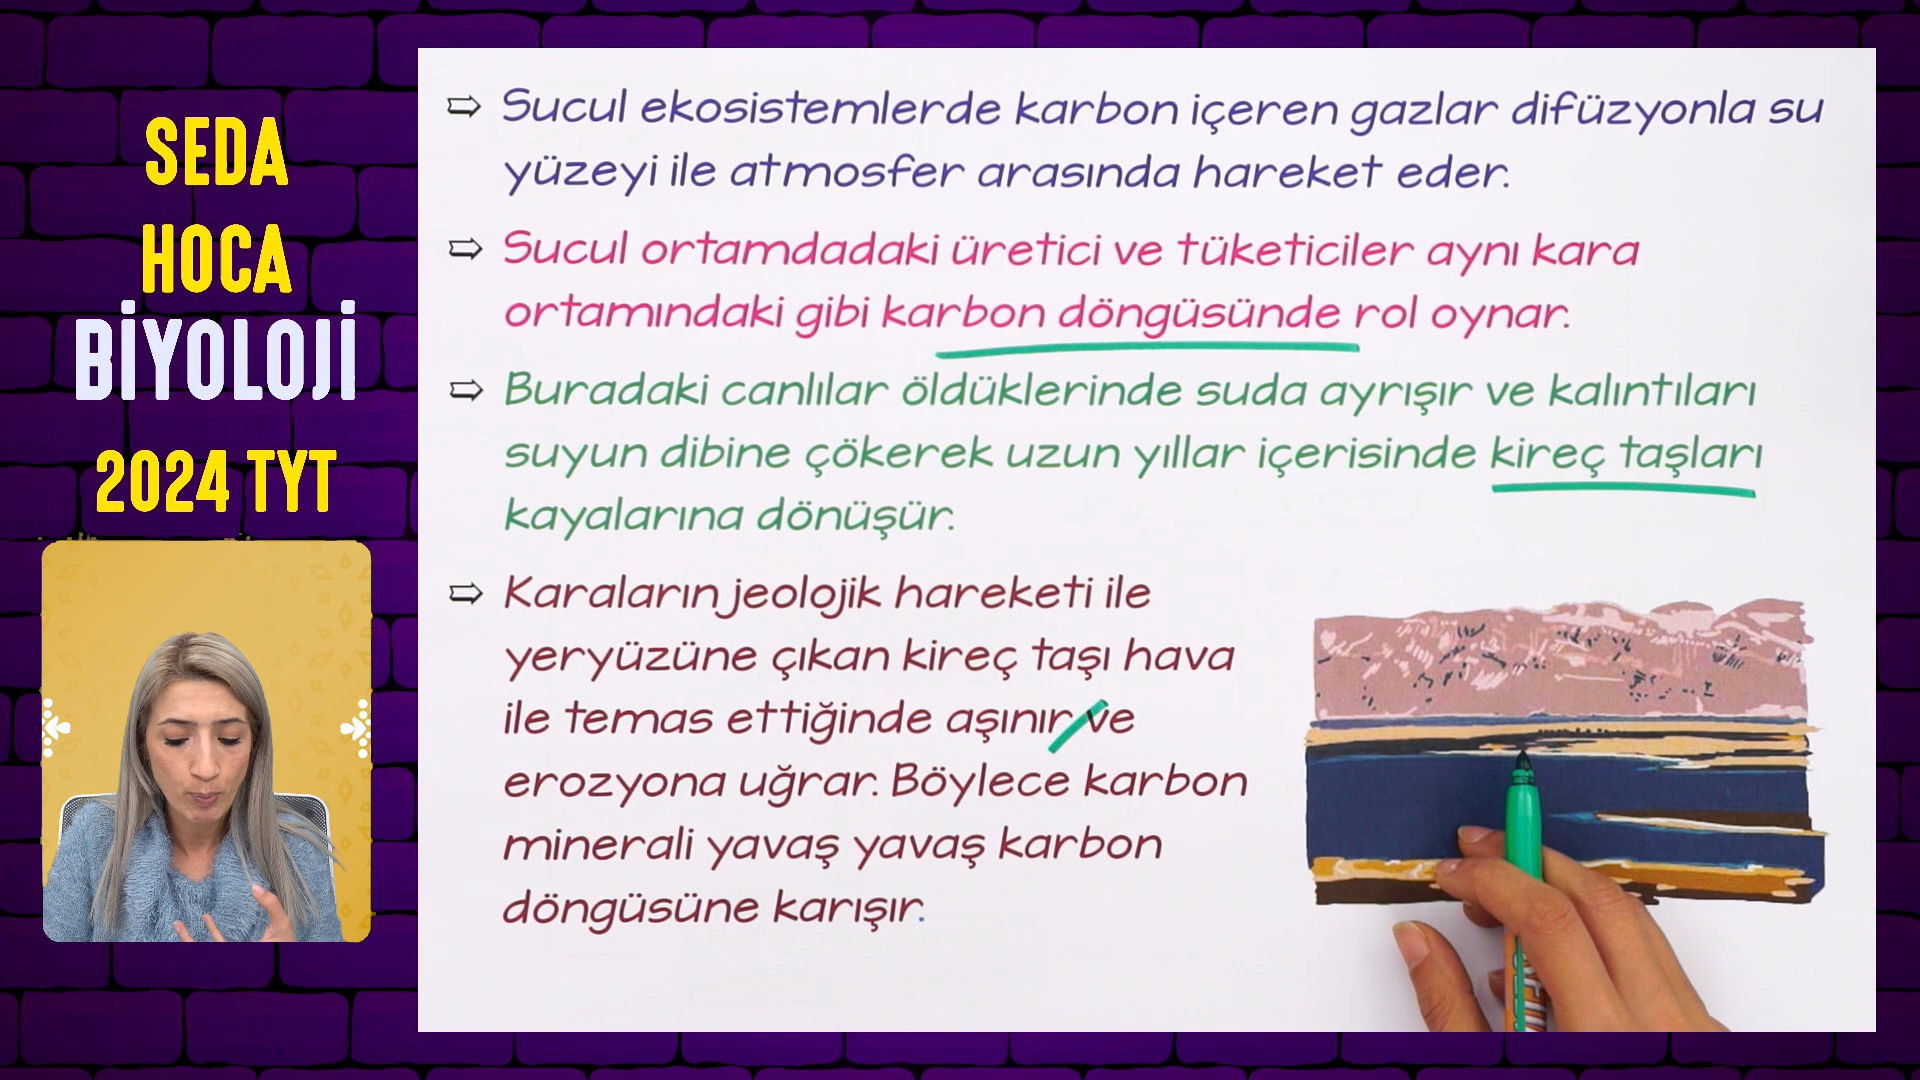 SEDA
HOCA
BİYOLOJİ
2024 TYT
⇨ Sucul ekosistemlerde karbon içeren gazlar difüzyonla su
yüzeyi ile atmosfer arasında hareket eder.
⇨ Sucul ortamdadaki üretici ve tüketiciler aynı kara
ortamındaki gibi karbon döngüsünde rol oynar.
⇨ Buradaki canlılar öldüklerinde suda ayrışır ve kalıntıları
suyun dibine çökerek uzun yıllar içerisinde kireç taşları
kayalarına dönüşür.
⇨ Karaların jeolojik hareketi ile
yeryüzüne çıkan kireç taşı hava
ile temas ettiğinde aşınır ve
erozyona uğrar. Böylece karbon
minerali yavaş yavaş karbon
döngüsüne karışır.